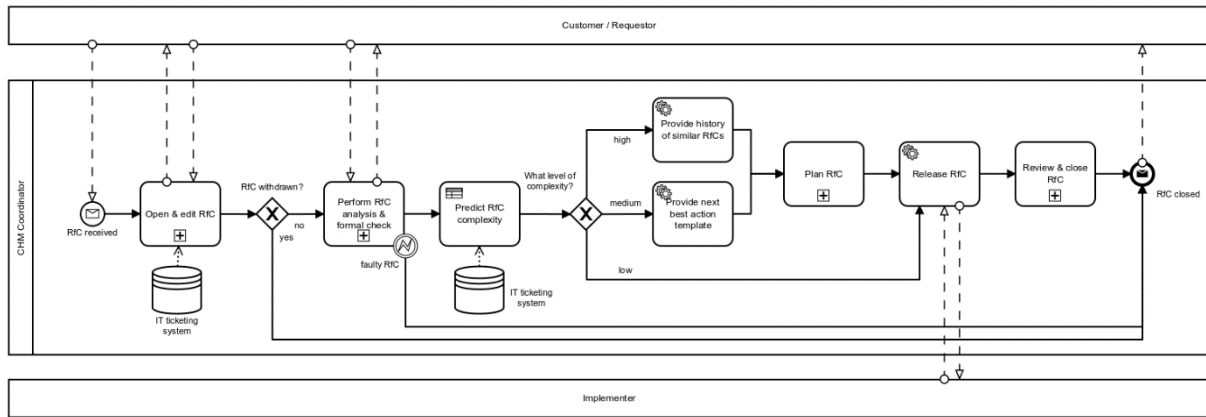 Customer / Requestor
CHM Coordinator
RfC received
Open & edit RfC
IT ticketing
system
RfC withdrawn?
no
yes
Perform RfC
analysis &
formal check
faulty RfC
Predict RfC
complexity
IT ticketing
system
What level of
complexity?
high
medium
low
Provide history
of similar RfCs
Provide next
best action
template
Plan RfC
Release RfC
Review & close
RfC
RfC closed
Implementer